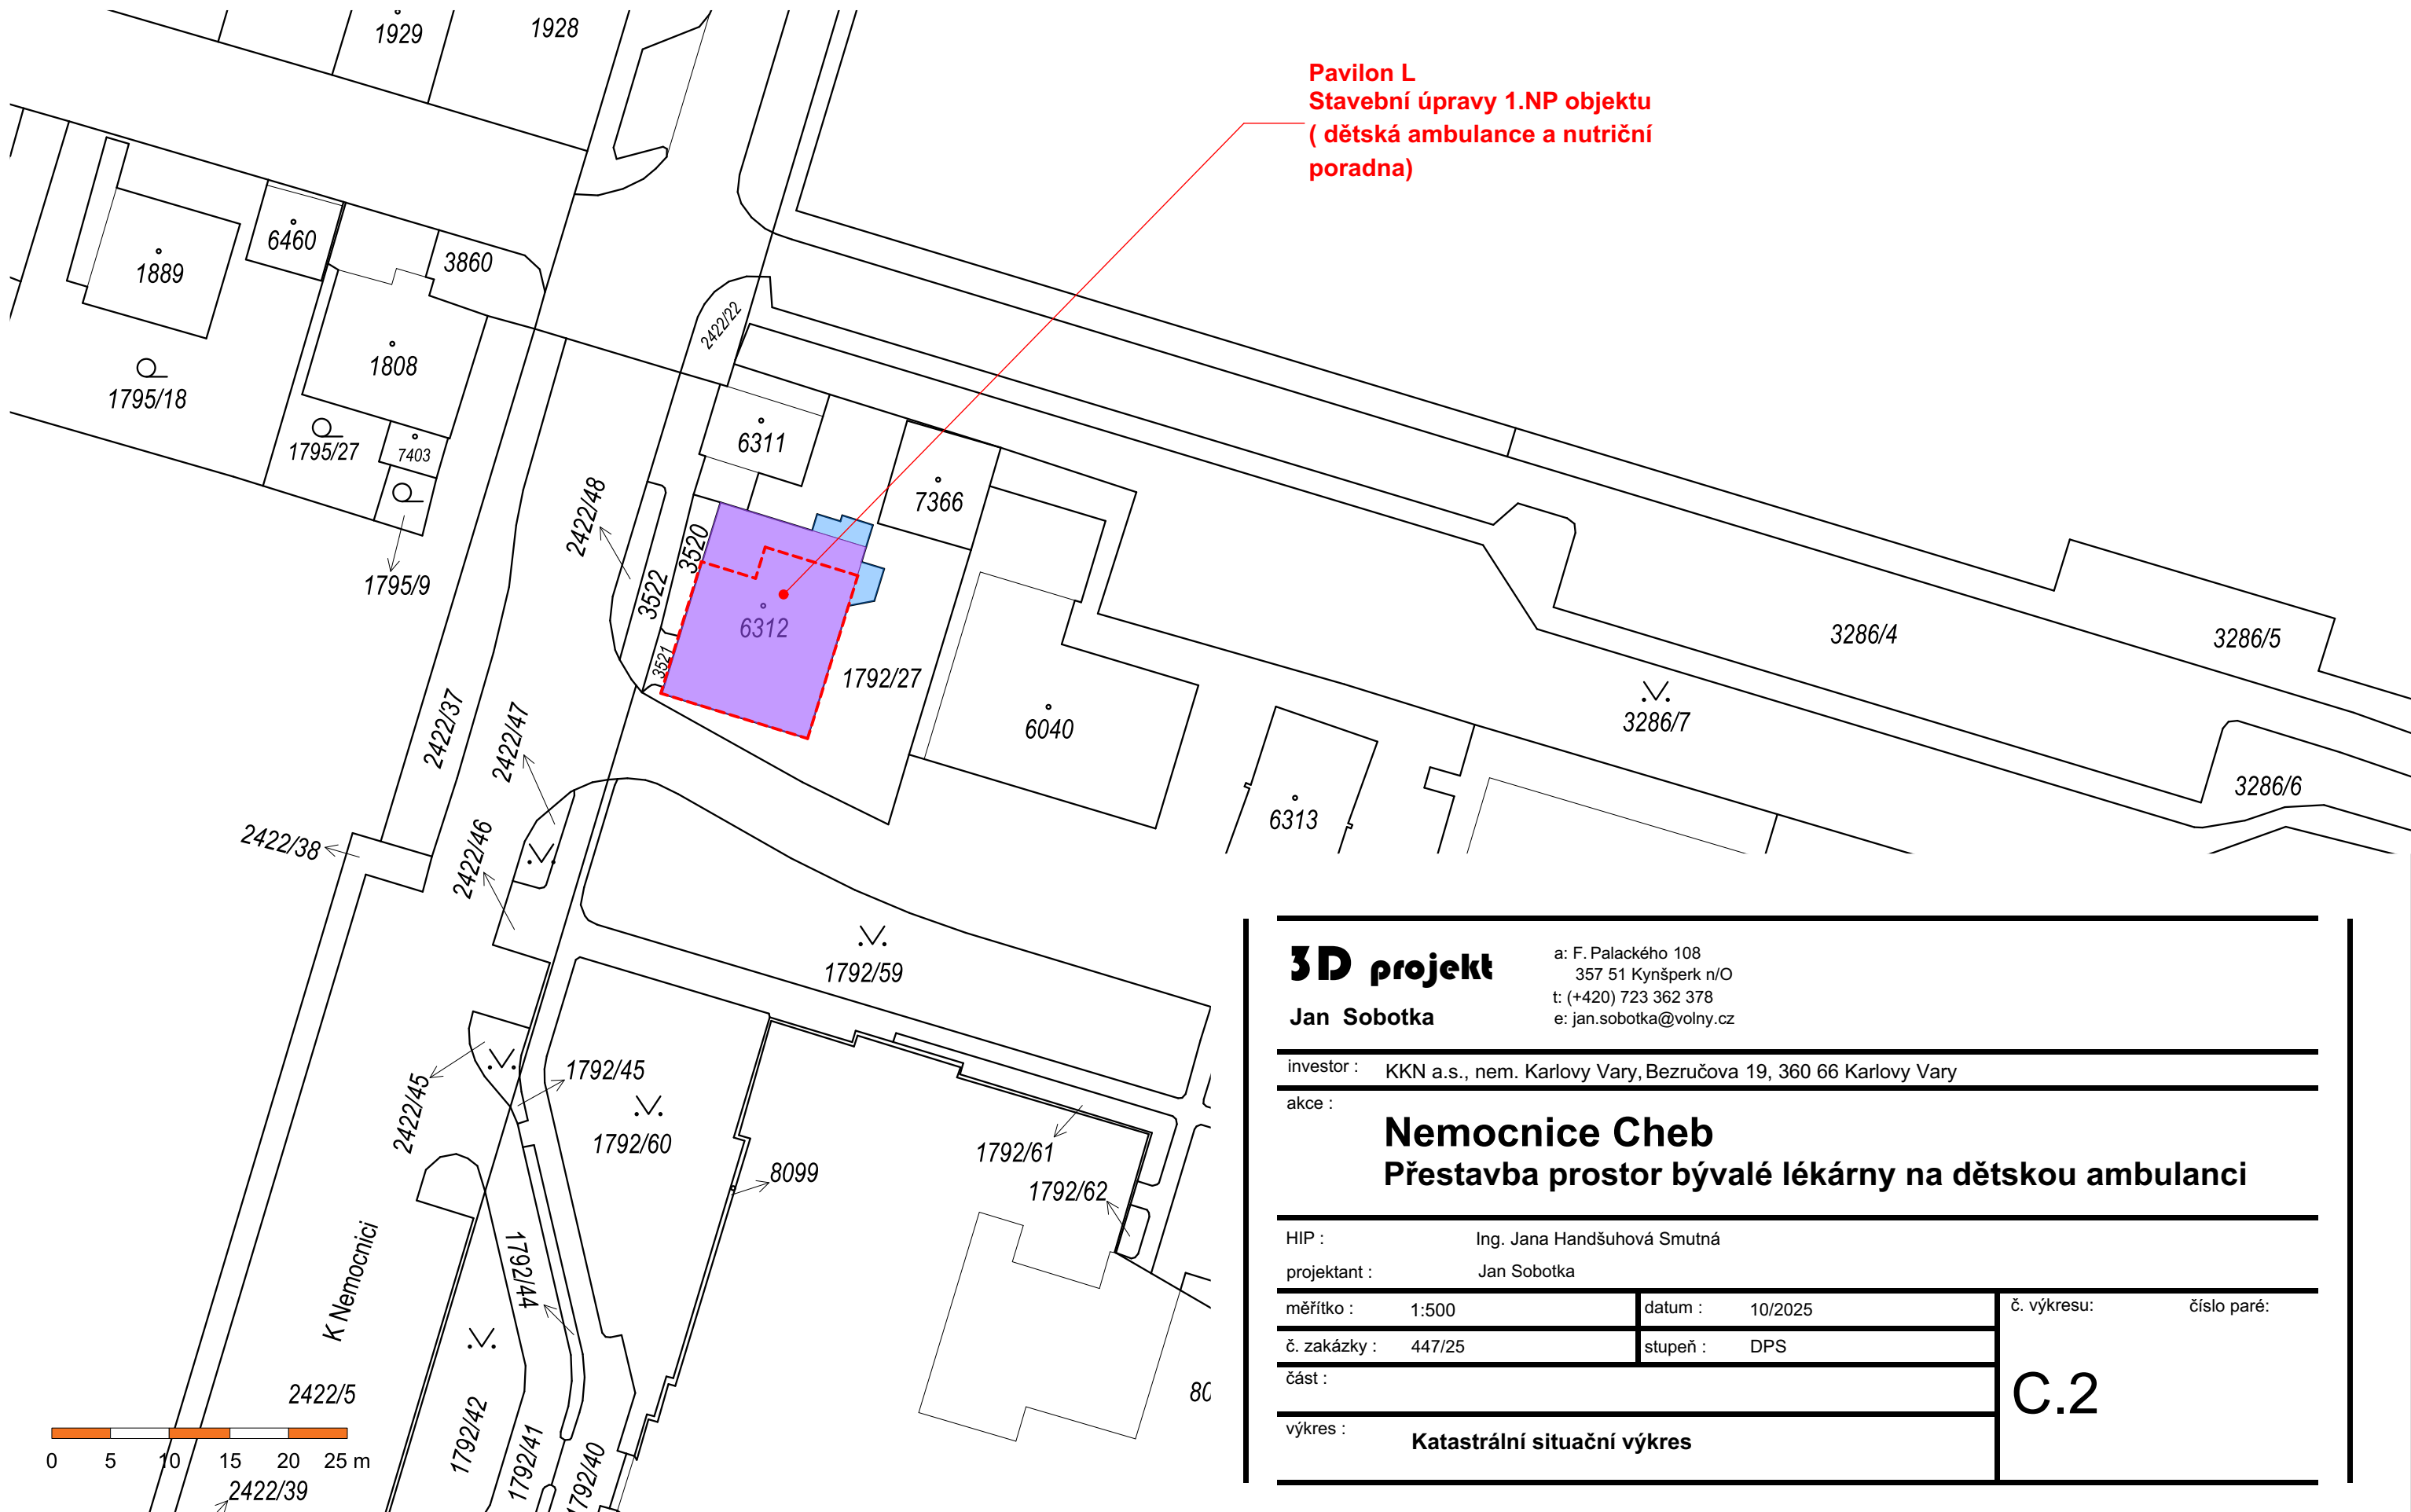 1929
1928
Pavilon L
Stavební úpravy 1.NP objektu
( dětská ambulance a nutriční
poradna)
6460
1889
3860
2422/22
1808
1795/18
6311
1795/27
7403
7366
2422/48
3520
1795/9
3522
6312
3286/4
3286/5
3521
1792/27
2422/37
2422/47
6040
3286/7
3286/6
6313
2422/38
2422/46
1792/59
2422/45
1792/45
1792/60
8099
1792/61
1792/62
K Nemocnici
1792/44
2422/5
80
1792/42
1792/41
1792/40
0 5 10 15 20 25 m
2422/39
3D projekt
Jan Sobotka
a: F. Palackého 108
357 51 Kynšperk n/O
t: (+420) 723 362 378
e: jan.sobotka@volny.cz
investor : KKN a.s., nem. Karlovy Vary, Bezručova 19, 360 66 Karlovy Vary
akce :
Nemocnice Cheb
Přestavba prostor bývalé lékárny na dětskou ambulanci
HIP : Ing. Jana Handšuhová Smutná
projektant : Jan Sobotka
měřítko : 1:500 datum : 10/2025 č. výkresu: číslo paré:
č. zakázky : 447/25 stupeň : DPS
část :
C.2
výkres : Katastrální situační výkres